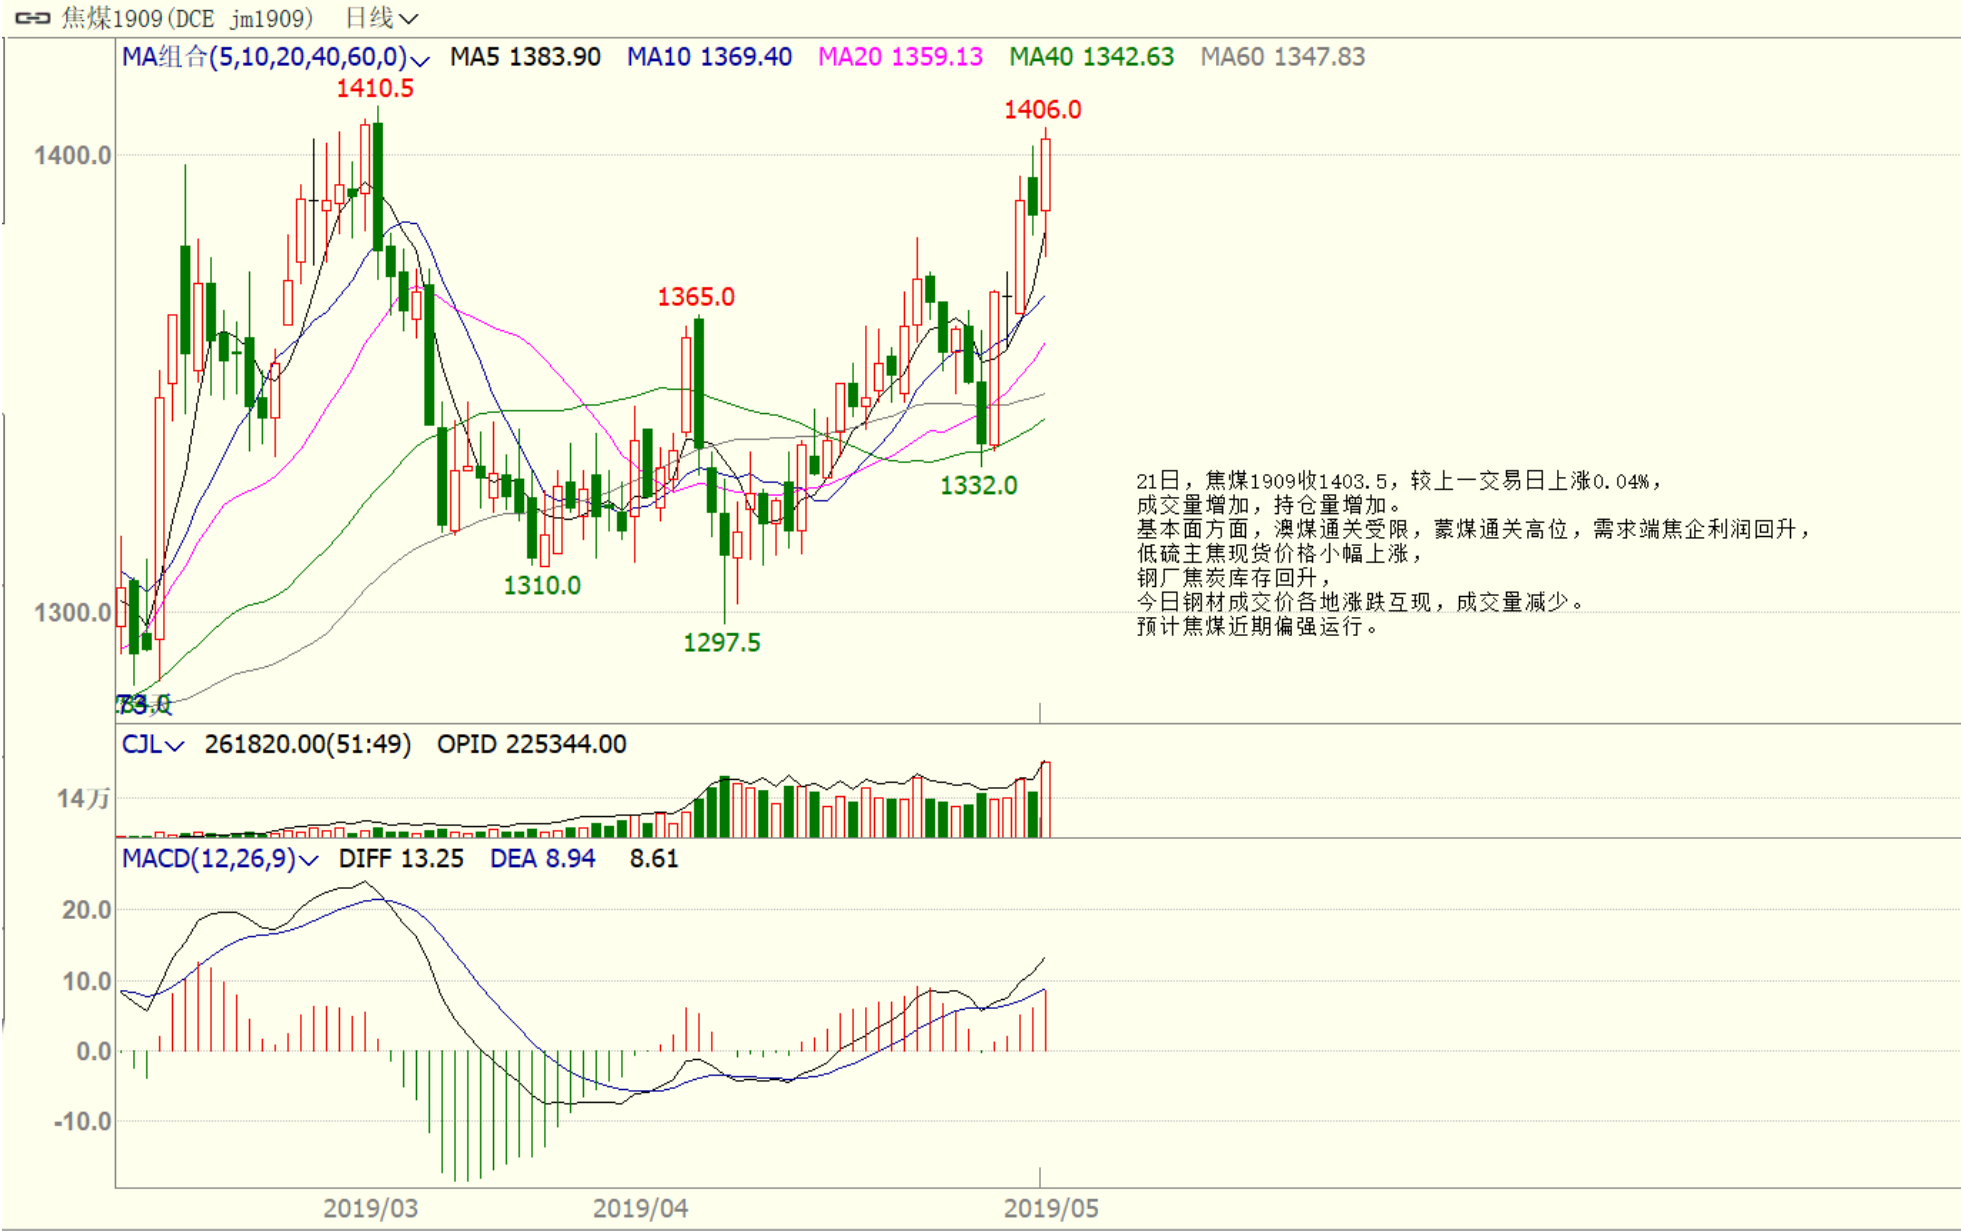 焦煤1909(DCE jm1909) 日线
MA组合(5,10,20,40,60,0) MA5 1383.90 MA10 1369.40 MA20 1359.13 MA40 1342.63 MA60 1347.83
1410.5
1406.0
1400.0
1365.0
1332.0
21日，焦煤1909收1403.5，较上一交易日上涨0.04%，
成交量增加，持仓量增加。
基本面方面，澳煤通关受限，蒙煤通关高位，需求端焦企利润回升，
低硫主焦现货价格小幅上涨，
钢厂焦炭库存回升，
今日钢材成交价各地涨跌互现，成交量减少。
预计焦煤近期偏强运行。
1310.0
1300.0
1297.5
CJL 261820.00(51:49) OPID 225344.00
14万
MACD(12,26,9) DIFF 13.25 DEA 8.94 8.61
20.0
10.0
0.0
-10.0
2019/03 2019/04 2019/05